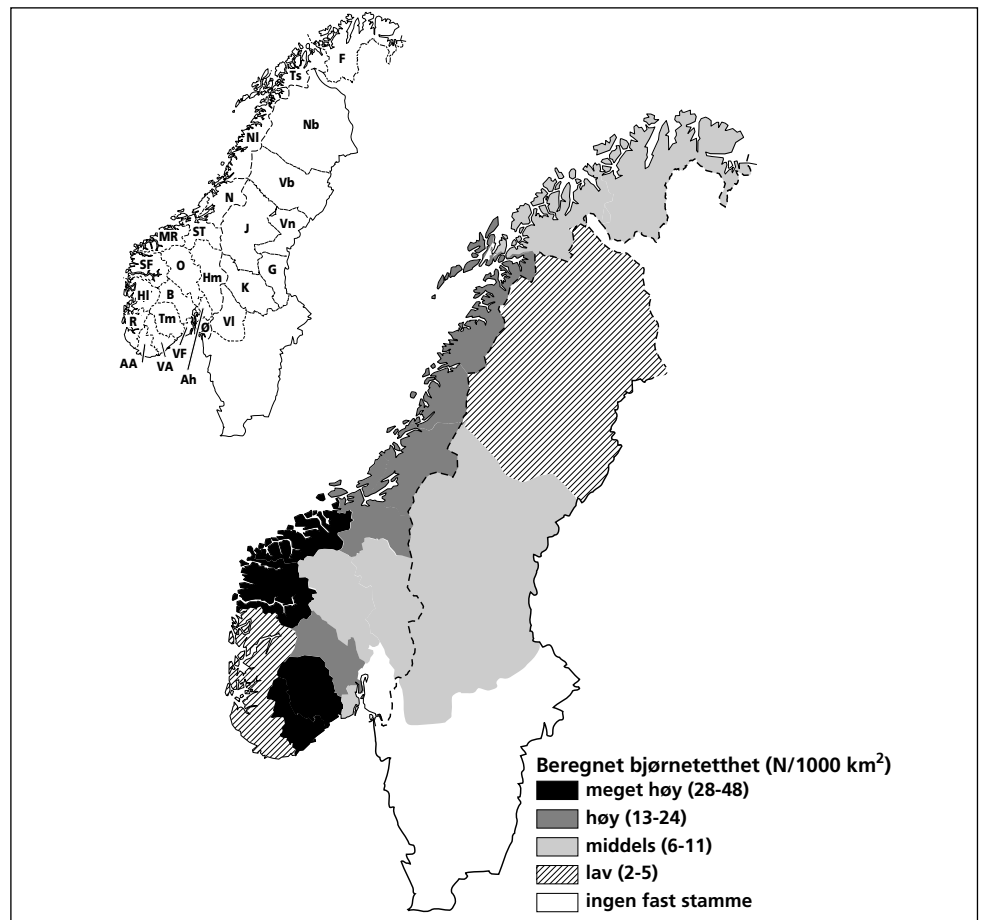 F
Ts
Nb
Nl
Vb
N
Vn
ST
J
MR
SF
O
G
Hm
K
Hl
B
Tm
R
Ø
Vl
VF
AA
VA
Ah
Beregnet bjørnetetthet (N/1000 km²)
meget høy (28-48)
høy (13-24)
middels (6-11)
lav (2-5)
ingen fast stamme